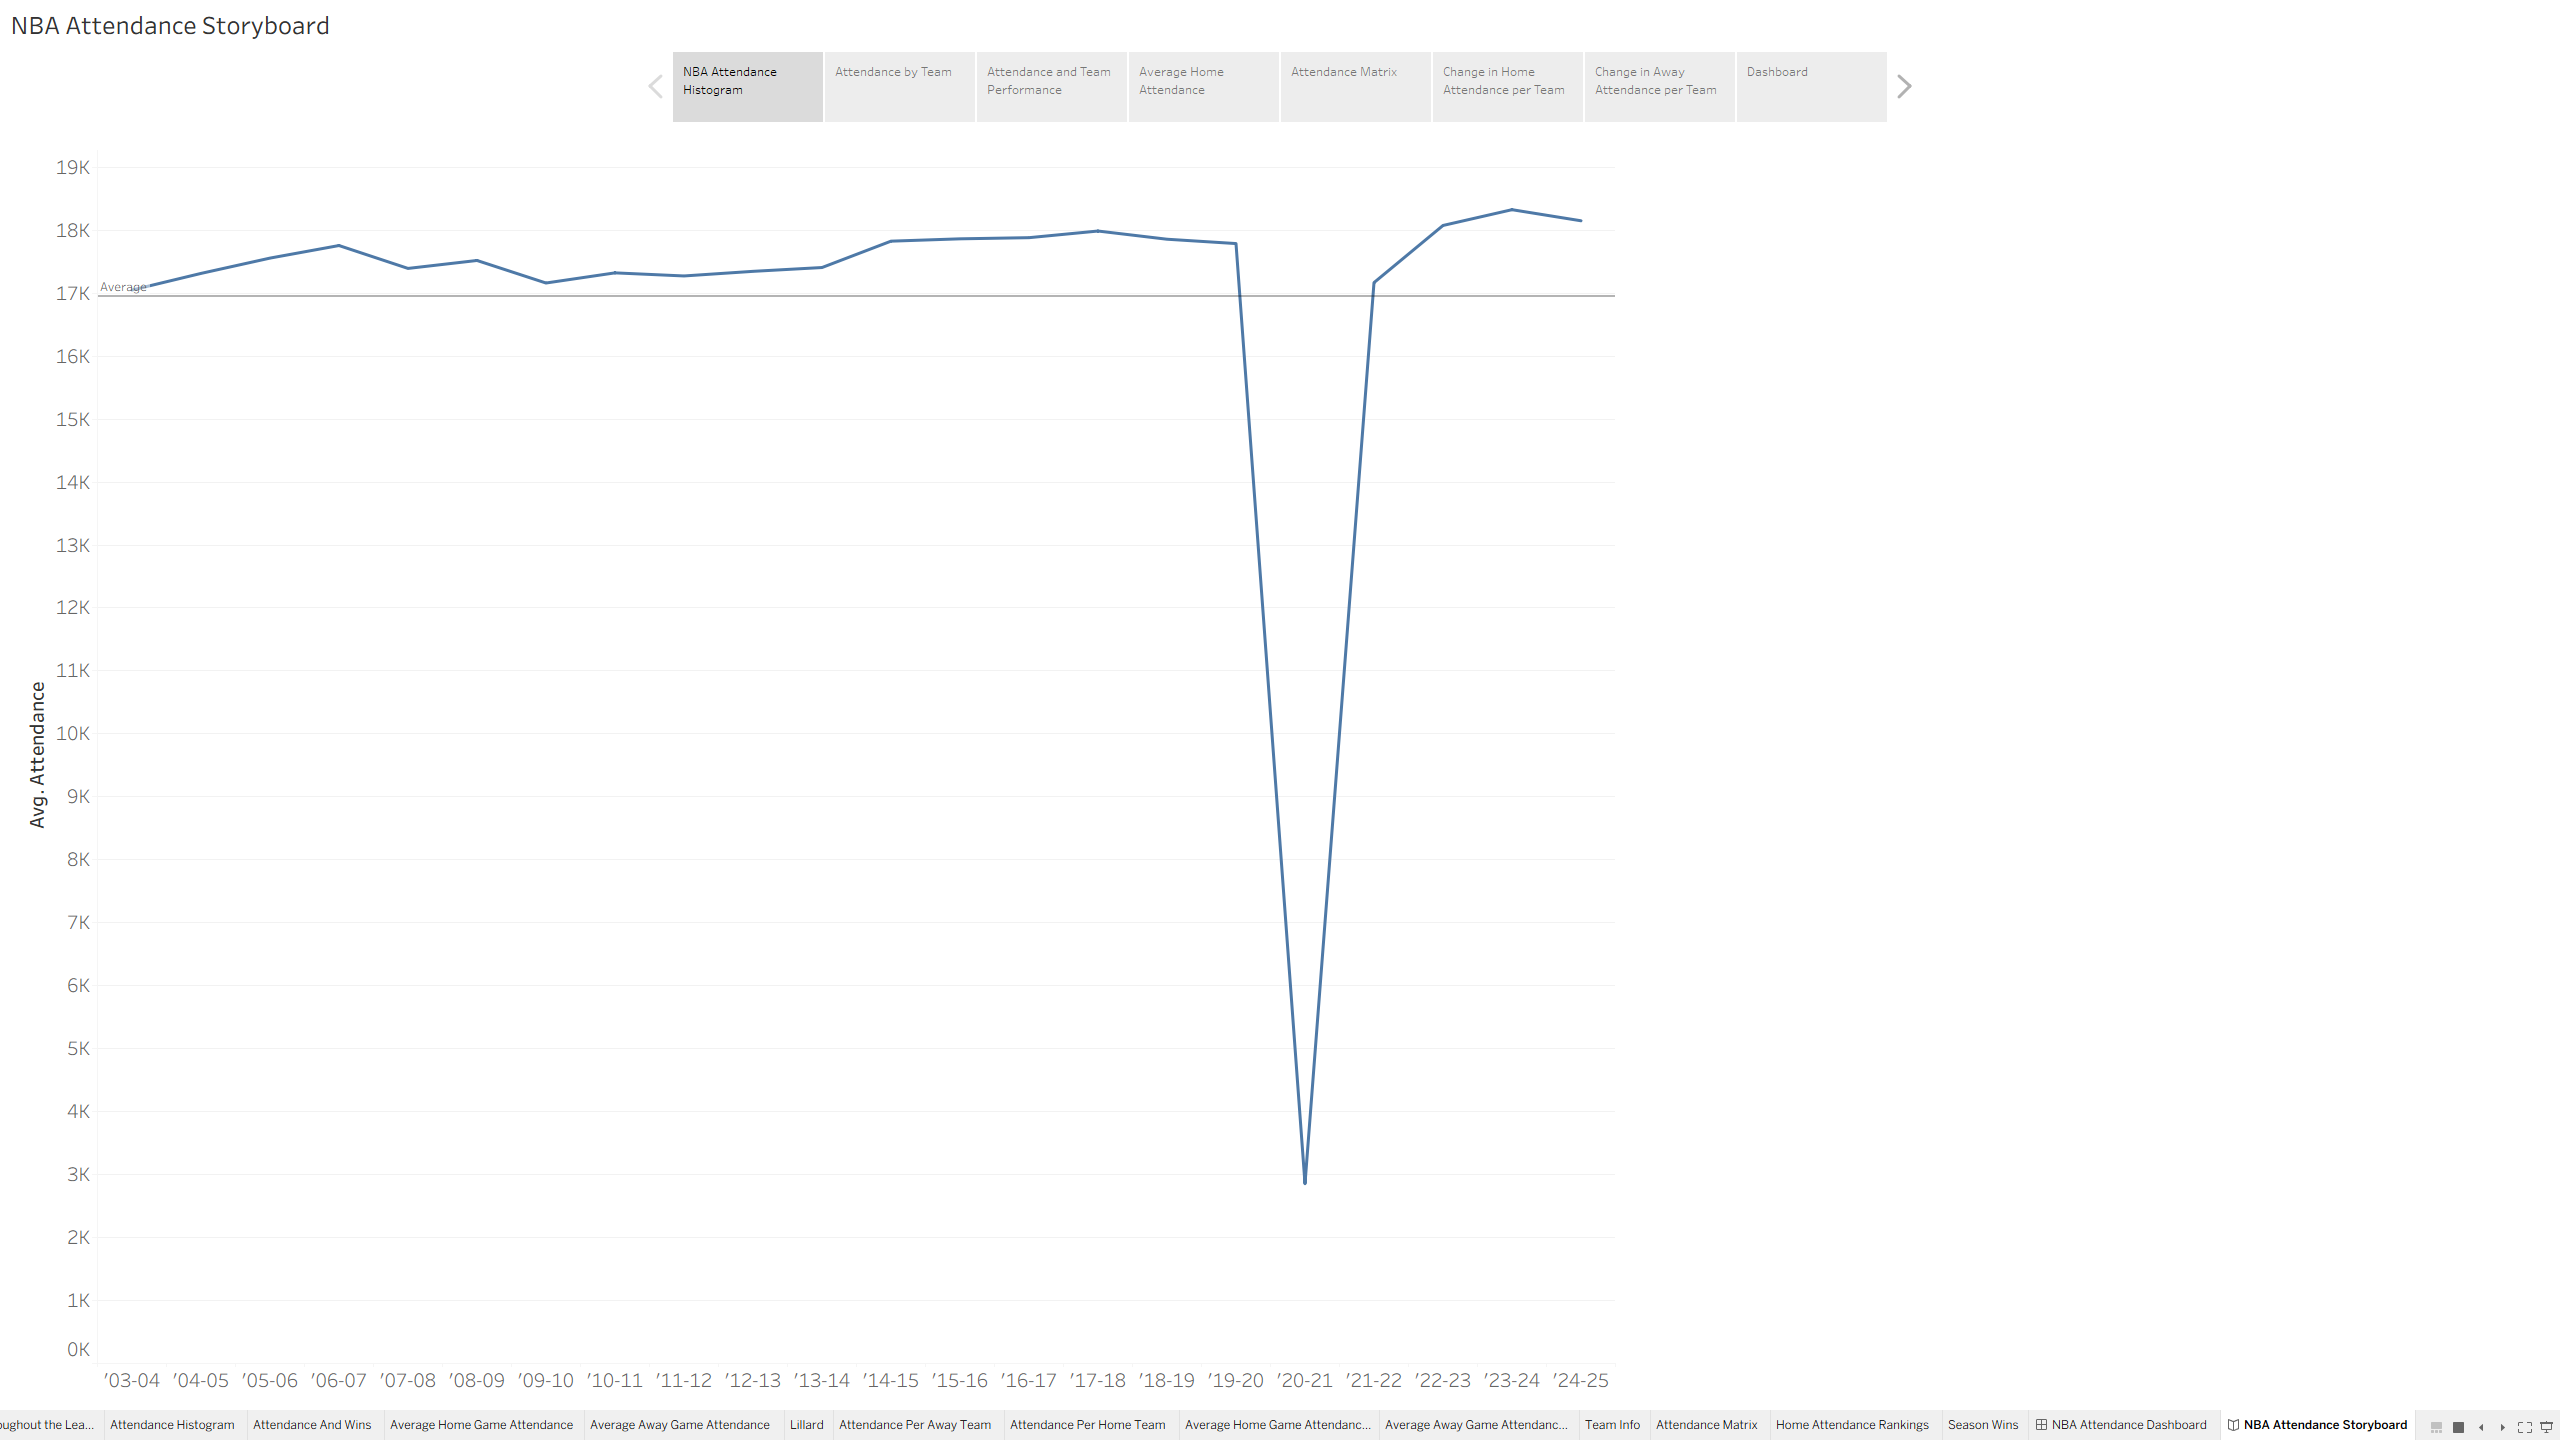 NBA Attendance Storyboard
NBA Attendance
Histogram
Attendance by Team
Attendance and Team
Performance
Average Home
Attendance
Attendance Matrix
Change in Home
Attendance per Team
Change in Away
Attendance per Team
Dashboard
19K
18K
17K
16K
15K
14K
13K
12K
11K
10K
9K
8K
7K
6K
5K
4K
3K
2K
1K
0K
Avg. Attendance
Average
'03-04 '04-05 '05-06 '06-07 '07-08 '08-09 '09-10 '10-11 '11-12 '12-13 '13-14 '14-15 '15-16 '16-17 '17-18 '18-19 '19-20 '20-21 '21-22 '22-23 '23-24 '24-25
oughout the Lea... Attendance Histogram Attendance And Wins Average Home Game Attendance Average Away Game Attendance Lillard Attendance Per Away Team Attendance Per Home Team Average Home Game Attendanc... Average Away Game Attendanc... Team Info Attendance Matrix Home Attendance Rankings Season Wins NBA Attendance Dashboard NBA Attendance Storyboard